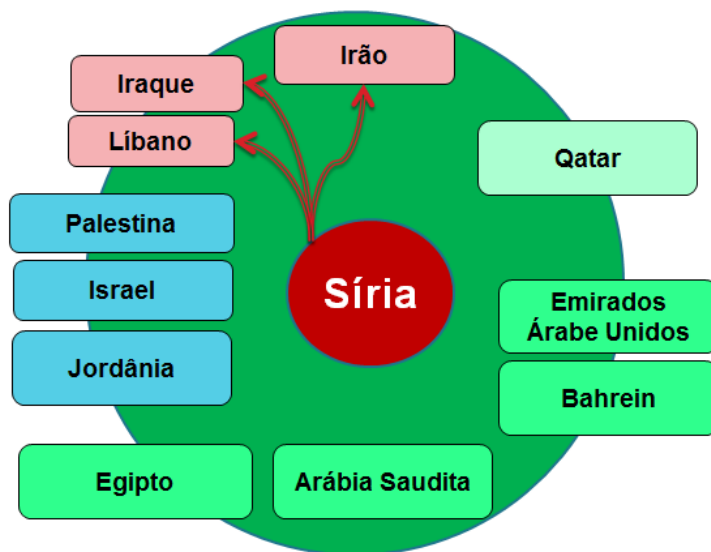 Irão
Iraque
Líbano
Qatar
Palestina
Israel
Síria
Emirados
Árabe Unidos
Jordânia
Bahrein
Egipto
Arábia Saudita